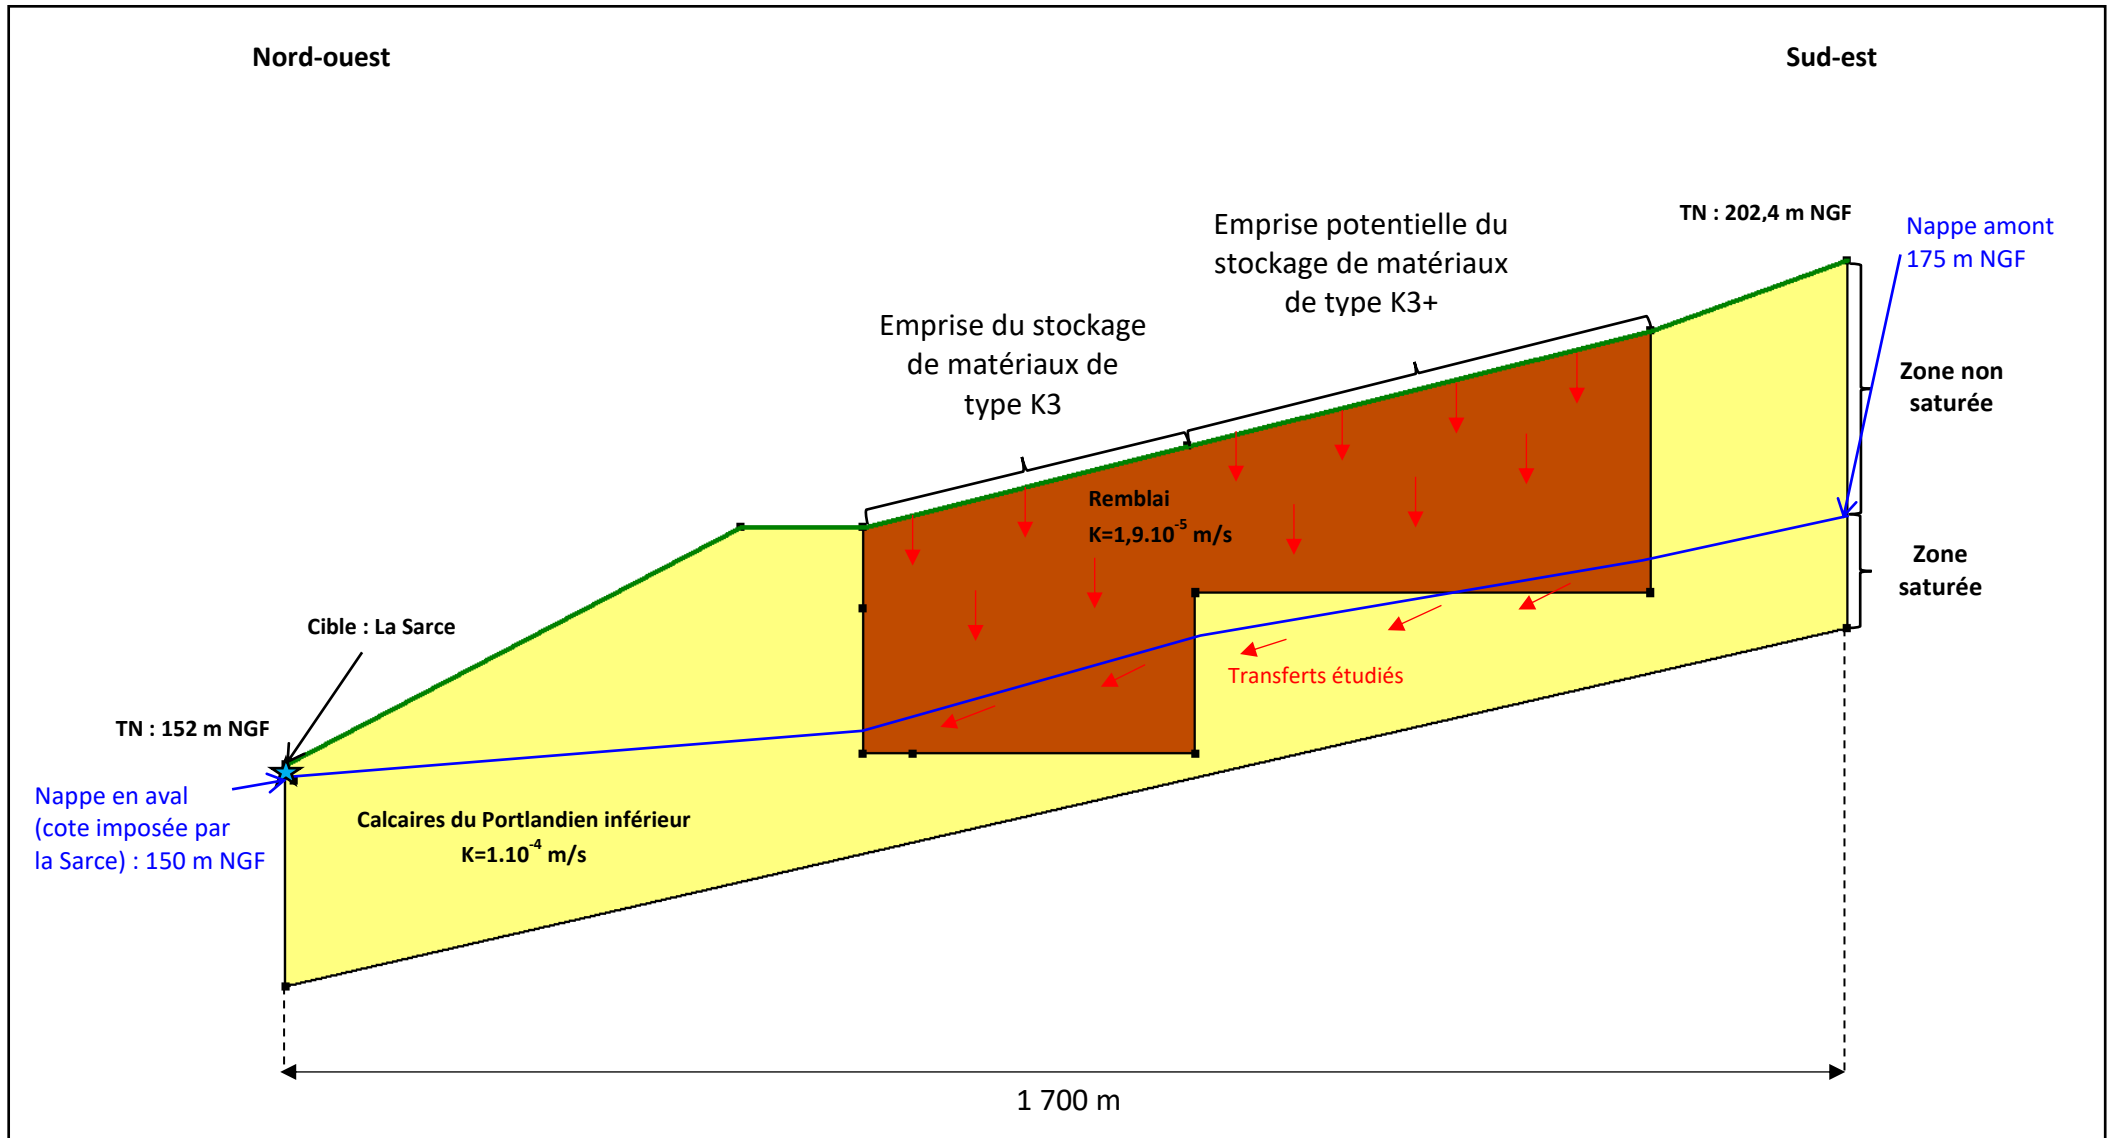 Nord-ouest
Sud-est
TN : 202,4 m NGF
Nappe amont
175 m NGF
Emprise potentielle du
stockage de matériaux
de type K3+
Emprise du stockage
de matériaux de
type K3
Zone non
saturée
Remblai
K=1,9.10⁻⁵ m/s
Zone
saturée
Cible : La Sarce
Transferts étudiés
TN : 152 m NGF
Nappe en aval
(cote imposée par
la Sarce) : 150 m NGF
Calcaires du Portlandien inférieur
K=1.10⁻⁴ m/s
1 700 m